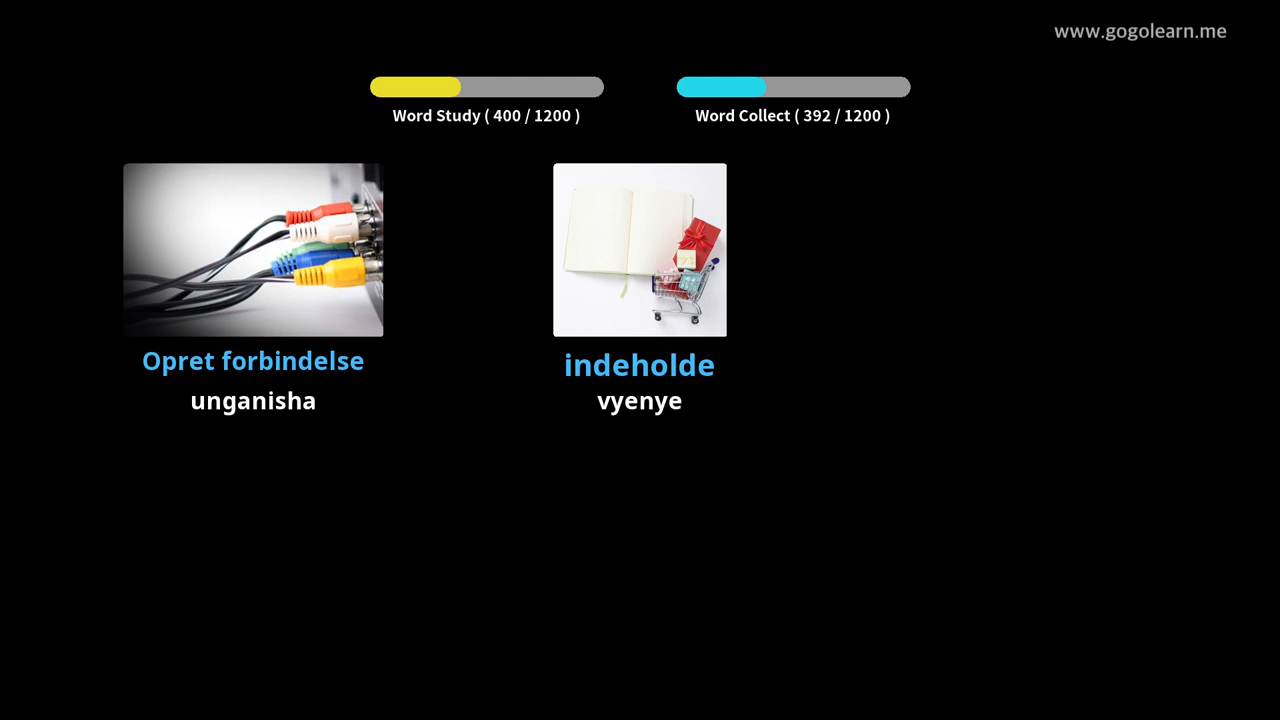 www.gogolearn.me
Word Study ( 400 / 1200 )
Word Collect ( 392 / 1200 )
Opret forbindelse
unganisha
indeholde
vyenye